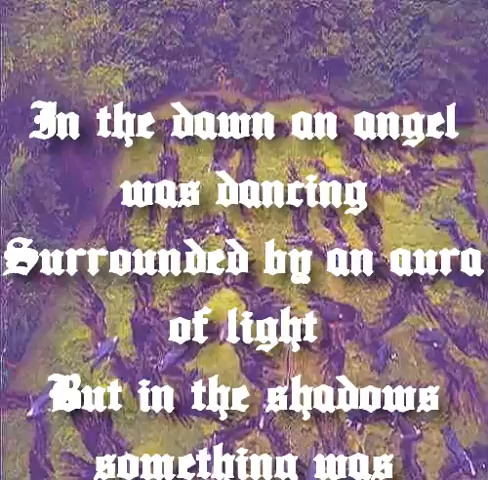 In the dawn an angel
was dancing
Surrounded by an aura
of light
But in the shadows
something was